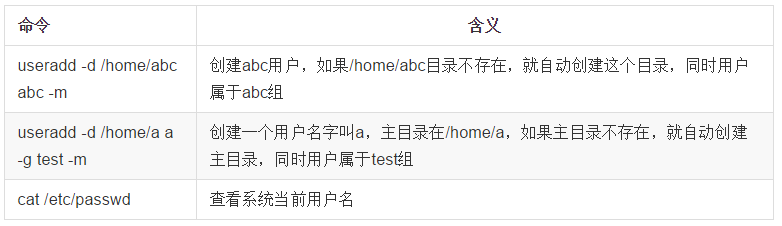 命令 含义
useradd -d /home/abc 创建abc用户，如果/home/abc目录不存在，就自动创建这个目录，同时用户
abc -m 属于abc组
useradd -d /home/a a 创建一个用户名字叫a，主目录在/home/a，如果主目录不存在，就自动创建
-g test -m 主目录，同时用户属于test组
cat /etc/passwd 查看系统当前用户名